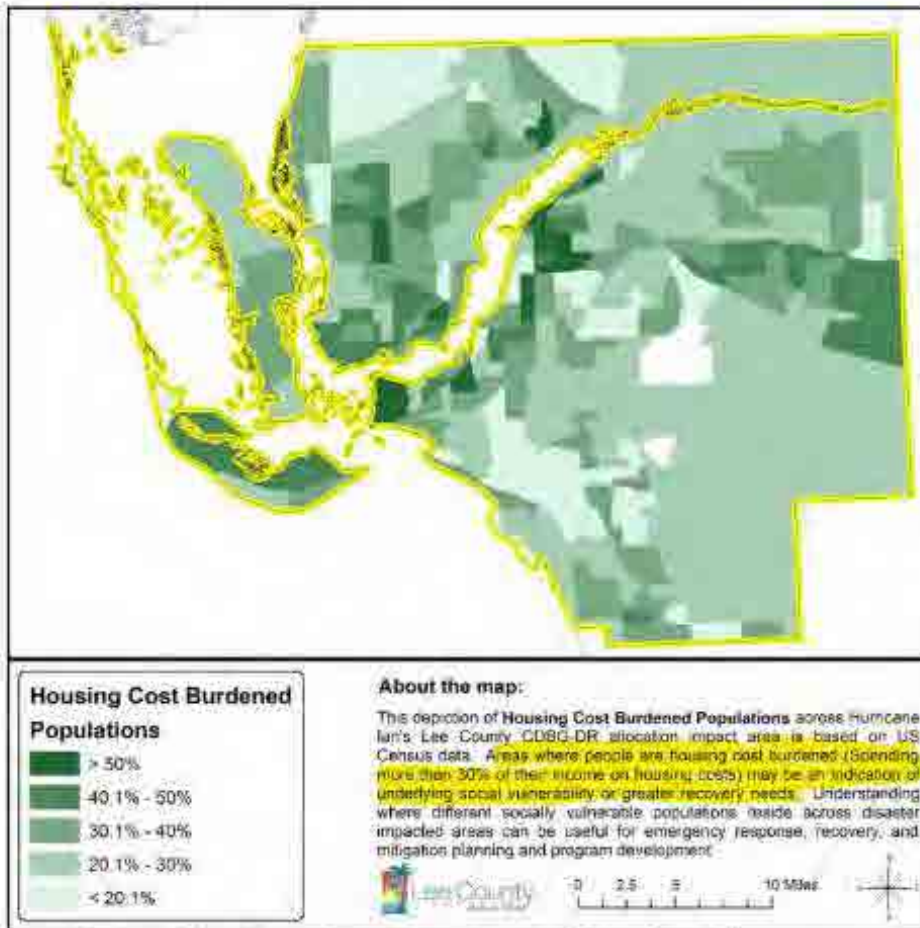 Housing Cost Burdened
Populations
> 50%
40.1% - 50%
30.1% - 40%
20.1% - 30%
< 20.1%
About the map:
This depiction of Housing Cost Burdened Populations across Hurricane
Ian's Lee County CDBG-DR allocation impact area is based on US
Census data. Areas where people are housing cost burdened (Spending
more than 30% of their income on housing costs) may be an indication of
underlying social vulnerability or greater recovery needs. Understanding
where different socially vulnerable populations reside across disaster
impacted areas can be useful for emergency response, recovery, and
mitigation planning and program development
Lee County
0 2.5 5 10 Miles